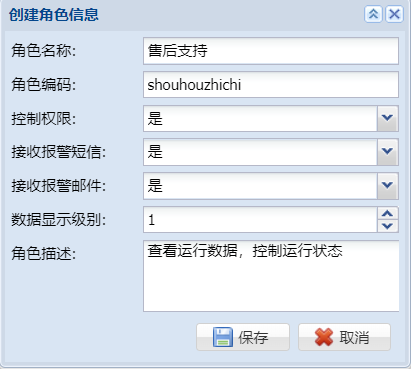 创建角色信息
角色名称: 售后支持
角色编码: shouhouzhichi
控制权限: 是
接收报警短信: 是
接收报警邮件: 是
数据显示级别: 1
角色描述: 查看运行数据，控制运行状态
保存 取消